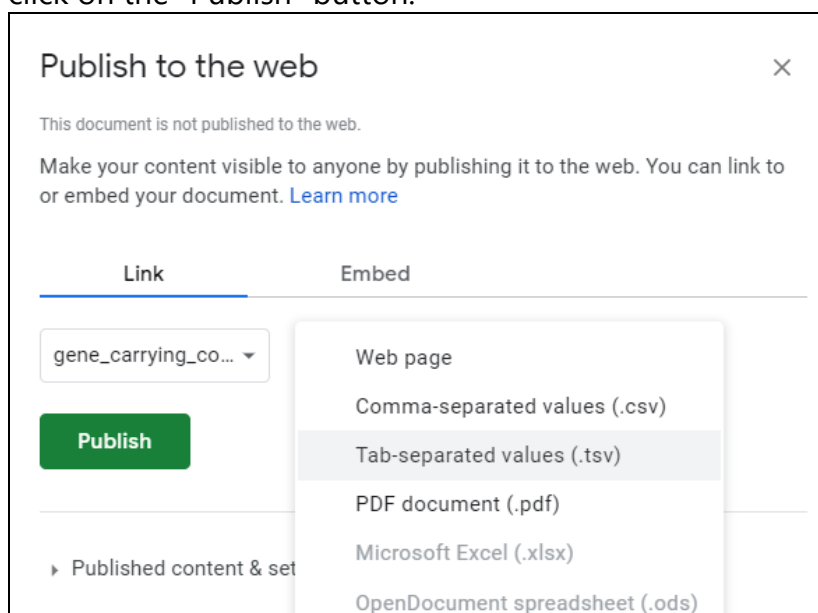 click on the "Publish" button.
Publish to the web
This document is not published to the web.
Make your content visible to anyone by publishing it to the web. You can link to
or embed your document. Learn more
Link Embed
gene_carrying_co...
Web page
Comma-separated values (.csv)
Publish
Tab-separated values (.tsv)
PDF document (.pdf)
Microsoft Excel (.xlsx)
Published content & set
OpenDocument spreadsheet (.ods)